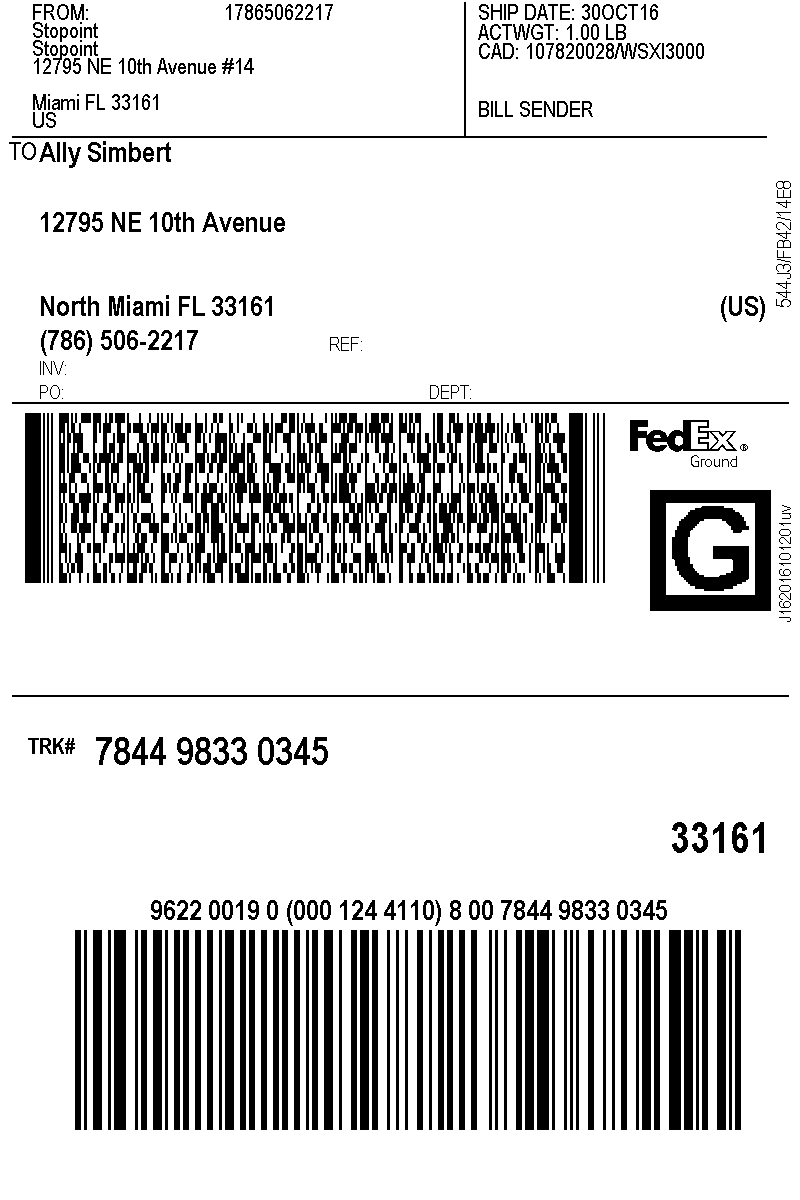 FROM: 17865062217
Stopoint
Stopoint
12795 NE 10th Avenue #14
Miami FL 33161
US
SHIP DATE: 30OCT16
ACTWGT: 1.00 LB
CAD: 107820028/WSXI3000
BILL SENDER
TO Ally Simbert
12795 NE 10th Avenue
North Miami FL 33161 (US)
(786) 506-2217 REF:
INV:
PO: DEPT:
544J3/FB42/14E8
FedEx®
Ground
G
J162016101201uv
TRK# 7844 9833 0345
33161
9622 0019 0 (000 124 4110) 8 00 7844 9833 0345